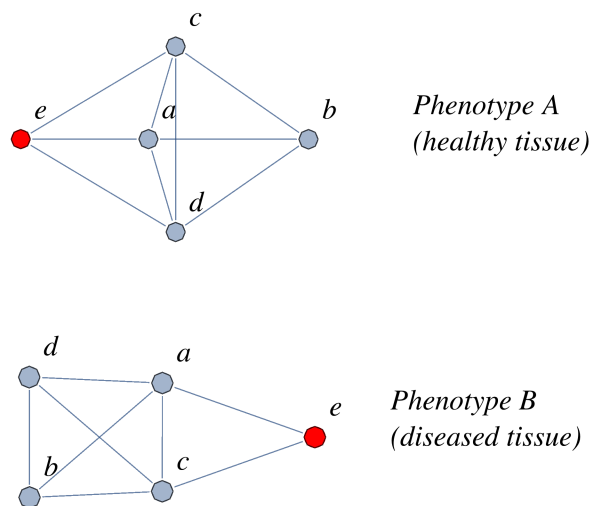 c
e
a
b
Phenotype A
(healthy tissue)
d
d
a
e
Phenotype B
(diseased tissue)
b
c